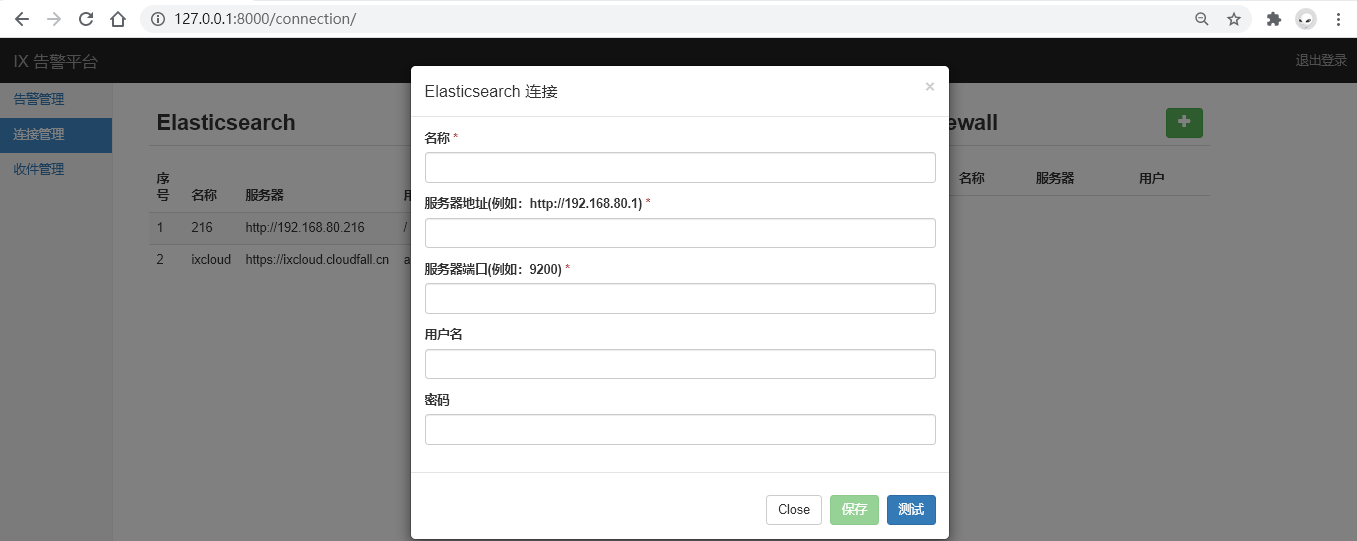 127.0.0.1:8000/connection/
IX 告警平台
退出登录
告警管理
连接管理
收件管理
Elasticsearch
序号 名称 服务器
1 216 http://192.168.80.216 /
2 ixcloud https://ixcloud.cloudfall.cn a
ewall
名称 服务器 用户
Elasticsearch 连接
×
名称 *
服务器地址(例如：http://192.168.80.1) *
服务器端口(例如：9200) *
用户名
密码
Close 保存 测试